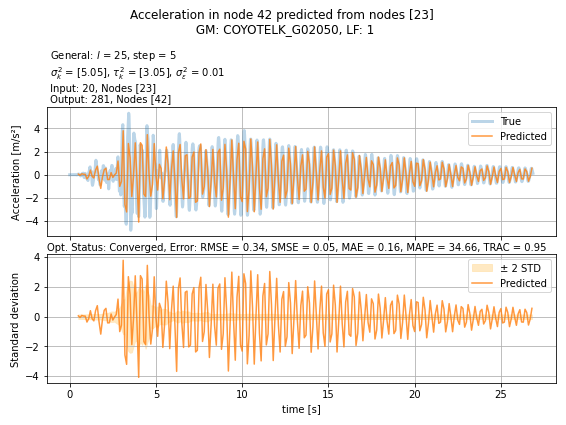 Acceleration in node 42 predicted from nodes [23]
GM: COYOTELK_G02050, LF: 1
General: l = 25, step = 5
σ²ₖ = [5.05], τ²ₖ = [3.05], σ²ₑ = 0.01
Input: 20, Nodes [23]
Output: 281, Nodes [42]
Acceleration [m/s²]
4
2
0
−2
−4
True
Predicted
Opt. Status: Converged, Error: RMSE = 0.34, SMSE = 0.05, MAE = 0.16, MAPE = 34.66, TRAC = 0.95
Standard deviation
4
2
0
−2
−4
± 2 STD
Predicted
0 5 10 15 20 25
time [s]